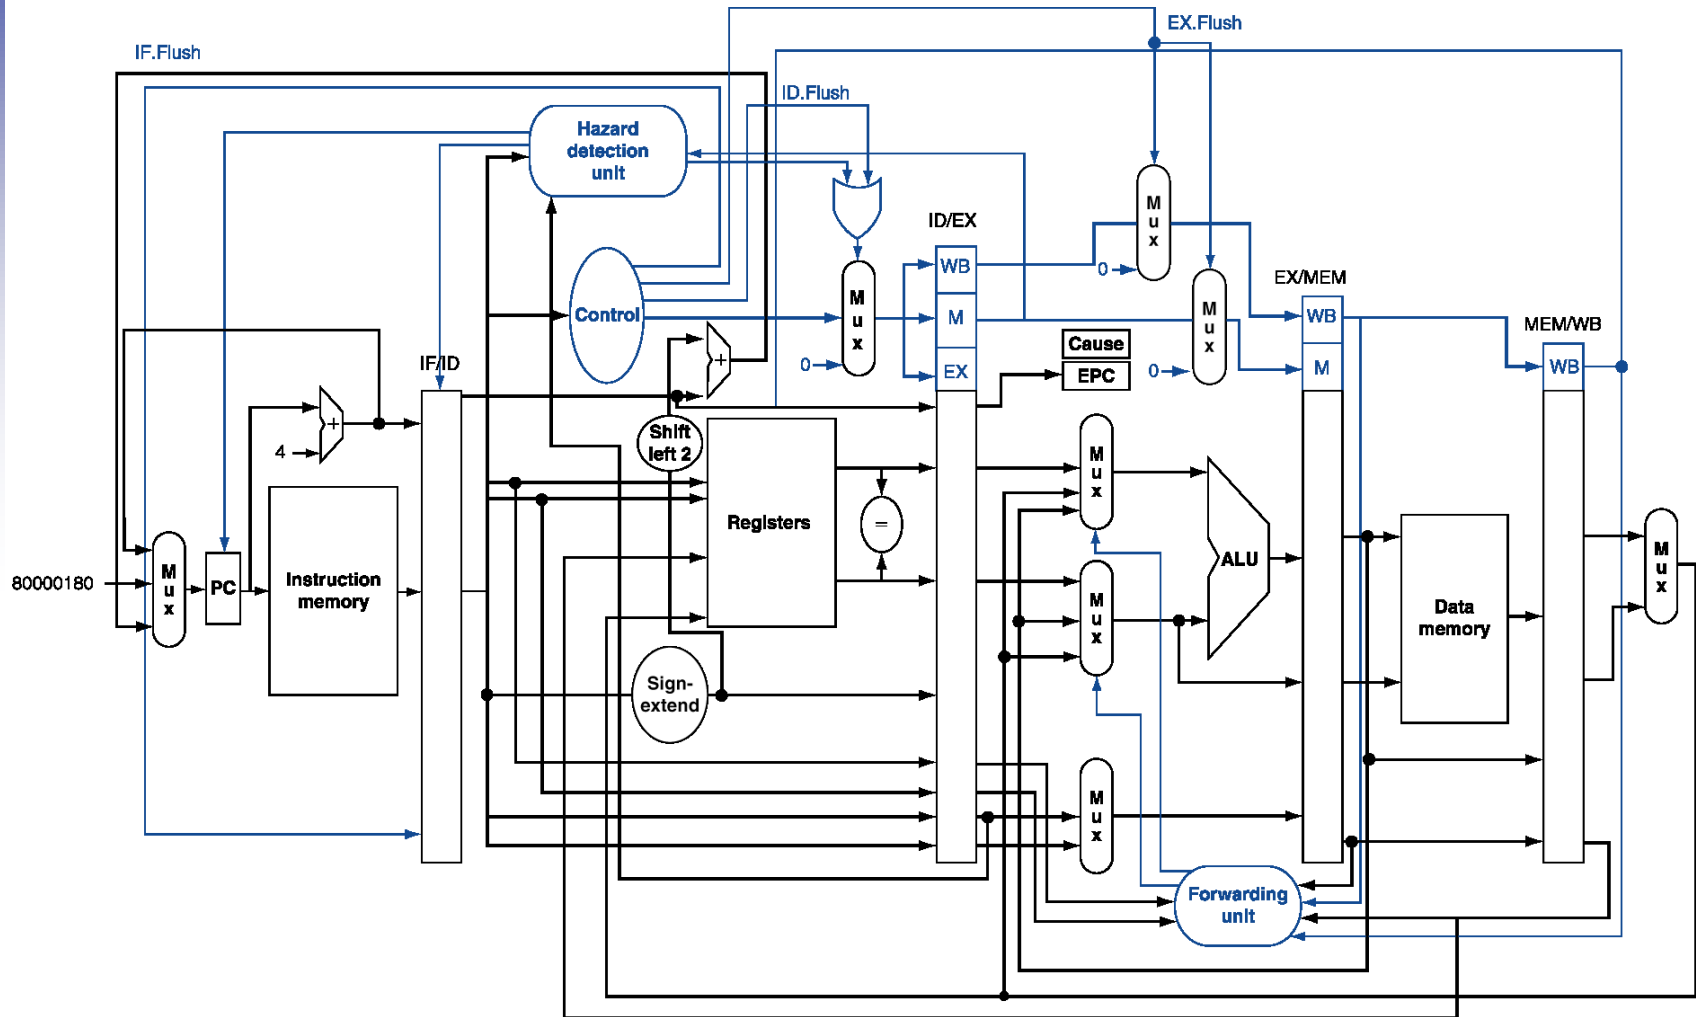 EX.Flush
IF.Flush
ID.Flush
Hazard
detection
unit
M
u
x
ID/EX
WB
0
EX/MEM
Control
M
u
x
M
M
u
x
WB
MEM/WB
Cause
0
EX
EPC
0
M
WB
IF/ID
+
+
4
Shift
left 2
M
u
x
Registers
=
M
u
x
80000180
M
u
x
PC
Instruction
memory
ALU
M
u
x
Data
memory
Sign-
extend
M
u
x
Forwarding
unit